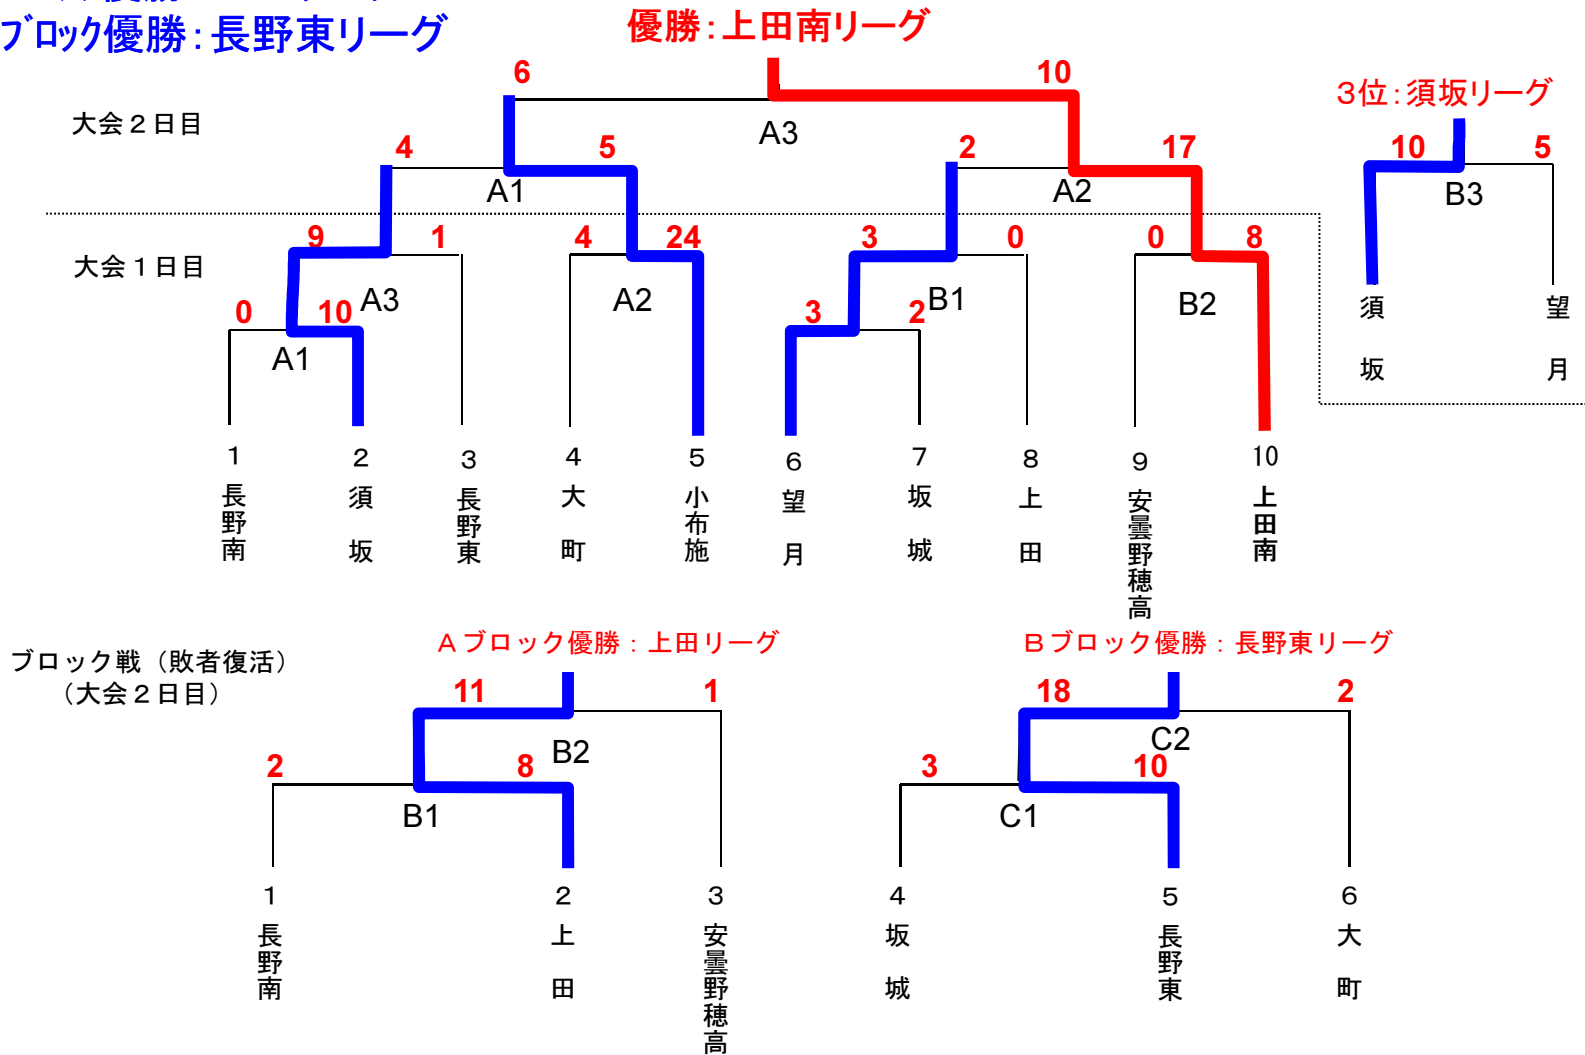 ブロック優勝：長野東リーグ
優勝：上田南リーグ
6
10
3位：須坂リーグ
大会２日目
A3
4
5
2
17
10
5
A1
A2
B3
大会１日目
9
1
4
24
3
0
0
8
A3
A2
B1
B2
須坂
望月
0
10
3
2
A1
1
2
3
4
5
6
7
8
9
10
長野南
須坂
長野東
大町
小布施
望月
坂城
上田
安曇野穂高
上田南
ブロック戦（敗者復活）
（大会２日目）
Ａブロック優勝：上田リーグ
Ｂブロック優勝：長野東リーグ
11
1
18
2
B2
C2
2
8
3
10
B1
C1
1
2
3
4
5
6
長野南
上田
安曇野穂高
坂城
長野東
大町